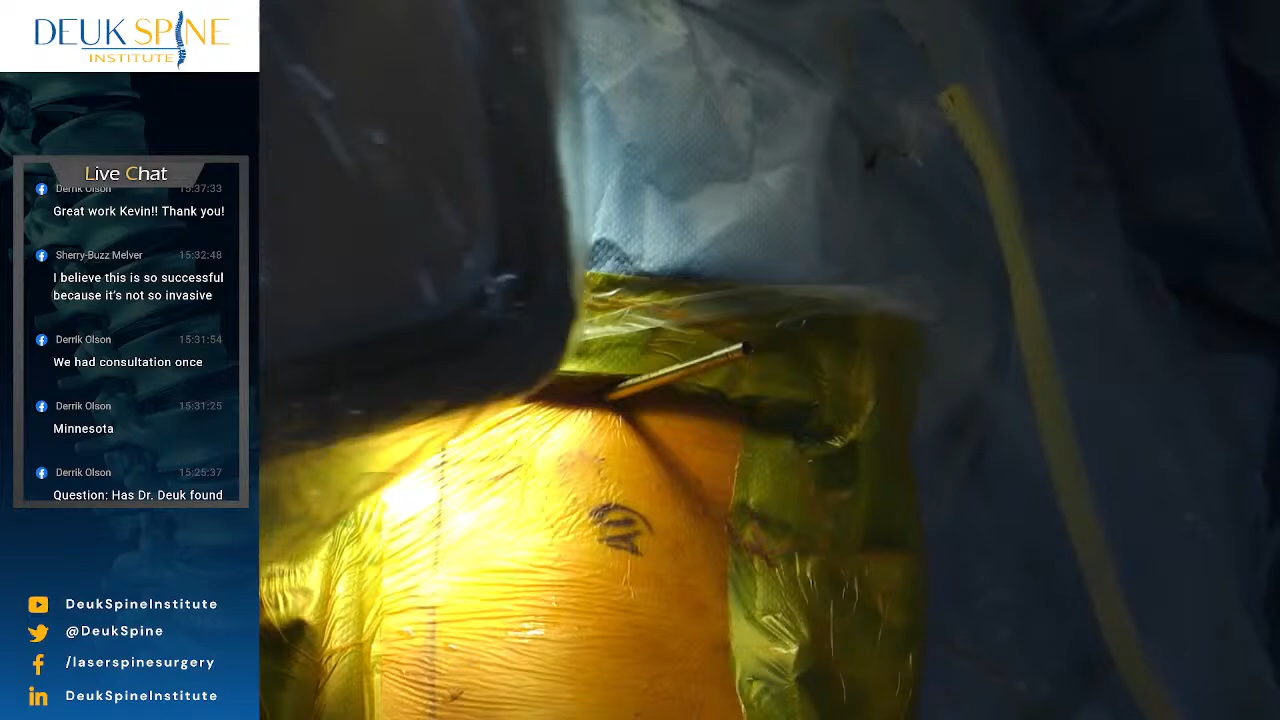 DEUK SPINE
INSTITUTE
Live Chat
Derrik Olson 15:37:33
Great work Kevin!! Thank you!
Sherry-Buzz Melver 15:32:48
I believe this is so successful
because it's not so invasive
Derrik Olson 15:31:54
We had consultation once
Derrik Olson 15:31:25
Minnesota
Derrik Olson 15:25:37
Question: Has Dr. Deuk found
DeukSpineInstitute
@DeukSpine
/laserspinesurgery
DeukSpineInstitute